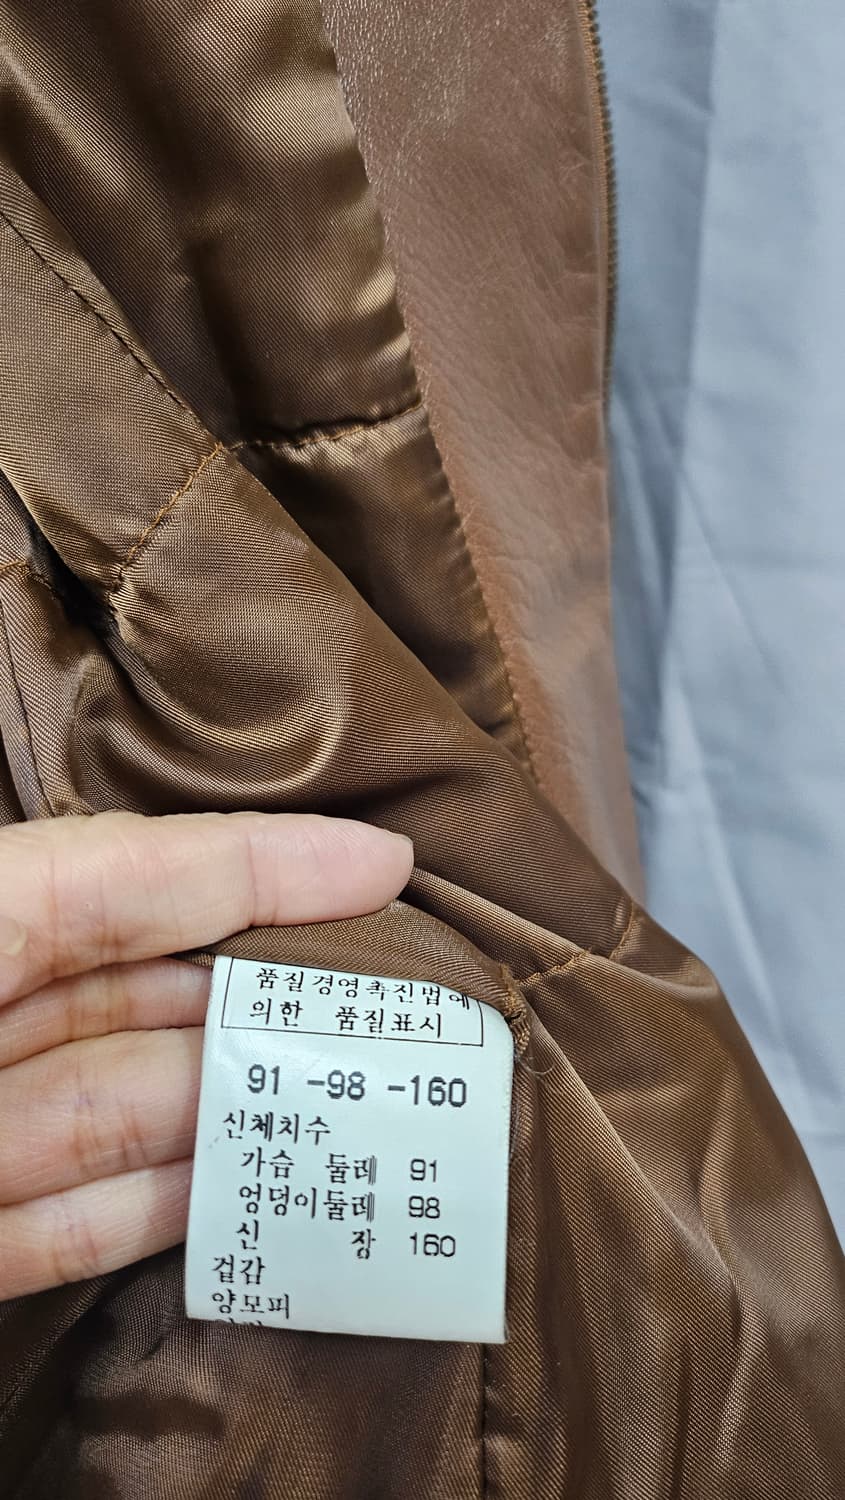 품질경영촉진법에
의한 품질표시
91 -98 -160
신체치수
가슴 둘레 91
엉덩이둘레 98
신 장 160
겉감
양모피